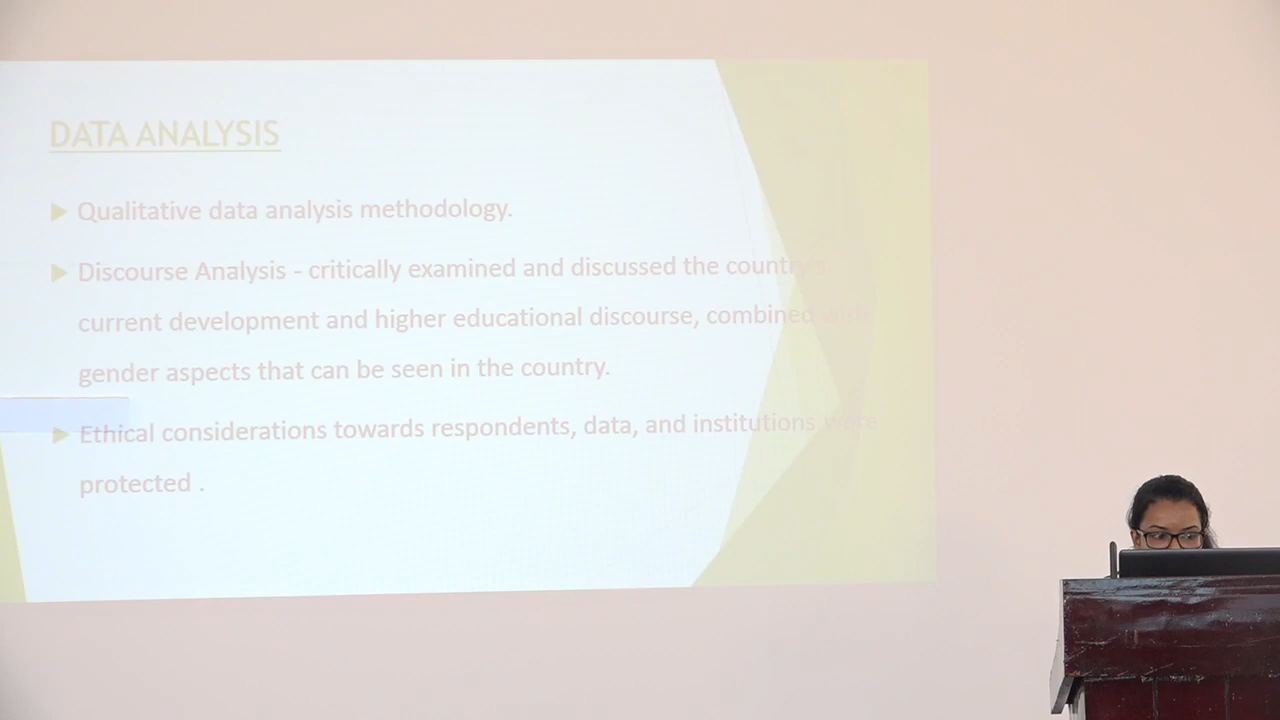 DATA ANALYSIS
Qualitative data analysis methodology.
Discourse Analysis - critically examined and discussed the country's
current development and higher educational discourse, combined with
gender aspects that can be seen in the country.
Ethical considerations towards respondents, data, and institutions were
protected .